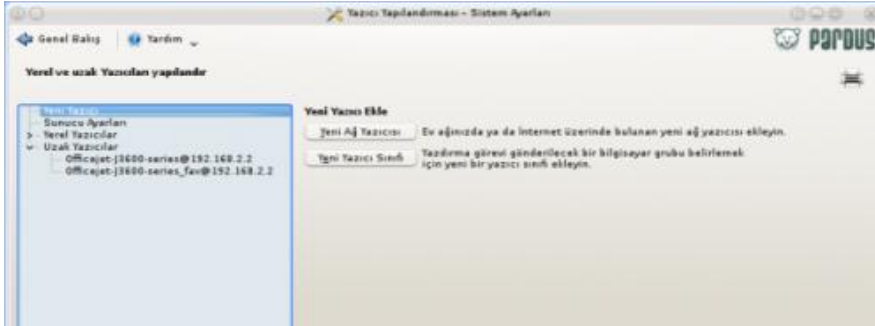 Yazıcı Yapılandırması – Sistem Ayarları
Genel Bakış Yardım
PARDUS
Yerel ve uzak Yazıcıları yapılandır
Yeni Yazıcı
Sunucu Ayarları
Yerel Yazıcılar
Uzak Yazıcılar
Officejet-J3600-series@192.168.2.2
Officejet-J3600-series_fav@192.168.2.2
Yeni Yazıcı Ekle
Yeni Ağ Yazıcısı Ev ağınızda ya da İnternet üzerinde bulunan yeni ağ yazıcısı ekleyin.
Yeni Yazıcı Sınıfı Yazdırma görevi gönderilecek bir bilgisayar grubu belirlemek
için yeni bir yazıcı sınıfı ekleyin.